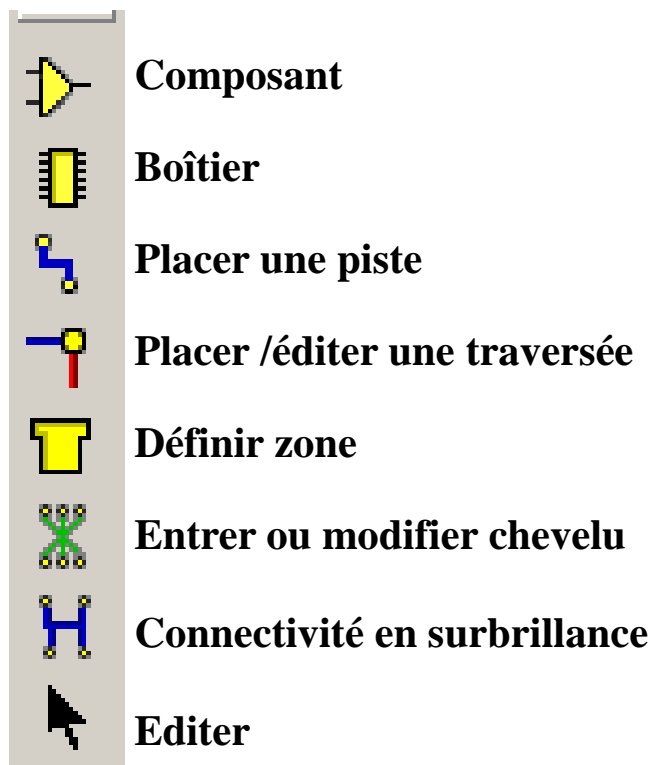 Composant
Boîtier
Placer une piste
Placer /éditer une traversée
Définir zone
Entrer ou modifier chevelu
Connectivité en surbrillance
Editer